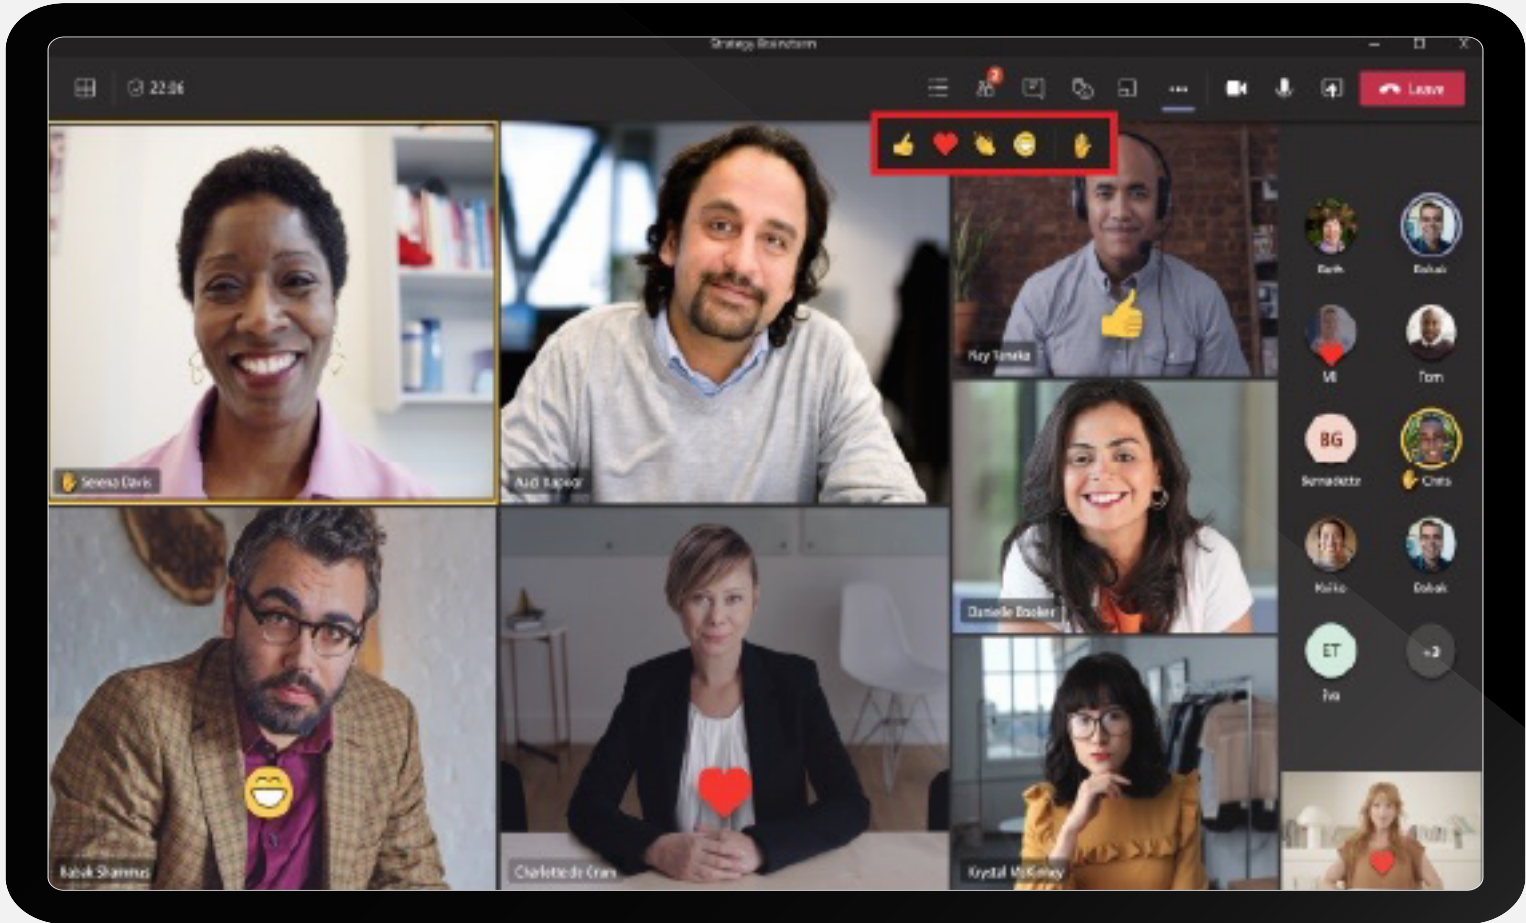 Strategy Brainstorm
22:06
2
Leave
Serena Davis
Kapoor
Ray Tanaka
Danielle Booker
Babak Shammas
Charlotte de Crum
Krystal McKinney
Beth
Babak
MJ
Tom
BG
Bernadette
Chris
Keiko
Babak
ET
Eva